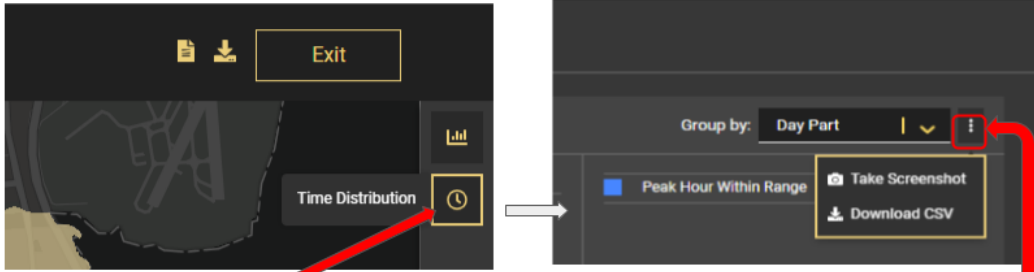 Exit
Time Distribution
Group by: Day Part
Peak Hour Within Range
Take Screenshot
Download CSV